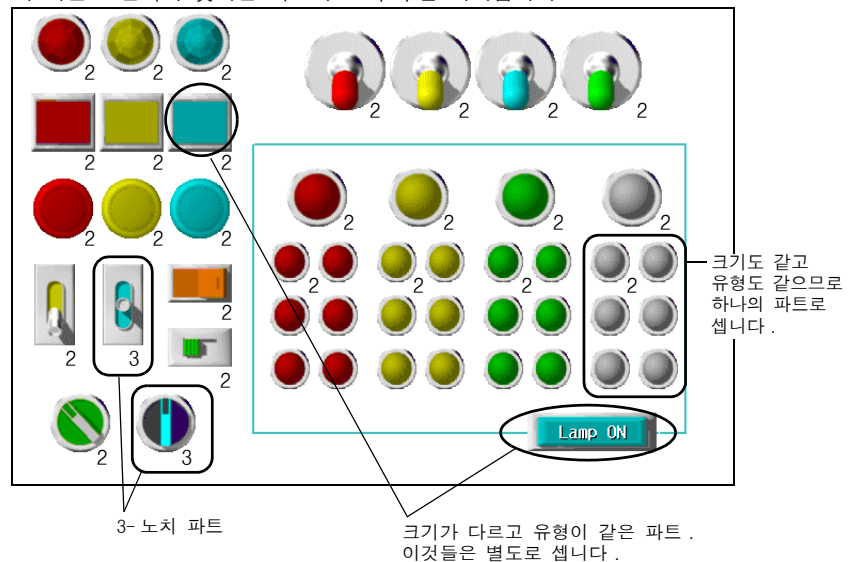 2 2 2
2 2 2 2
2 2 2
2 2 2 2
2 2 2
2 2 2 2
크기도 같고
유형도 같으므로
하나의 파트로
셉니다 .
2
2 3
2
Lamp ON
2 3
3- 노치 파트
크기가 다르고 유형이 같은 파트 .
이것들은 별도로 셉니다 .